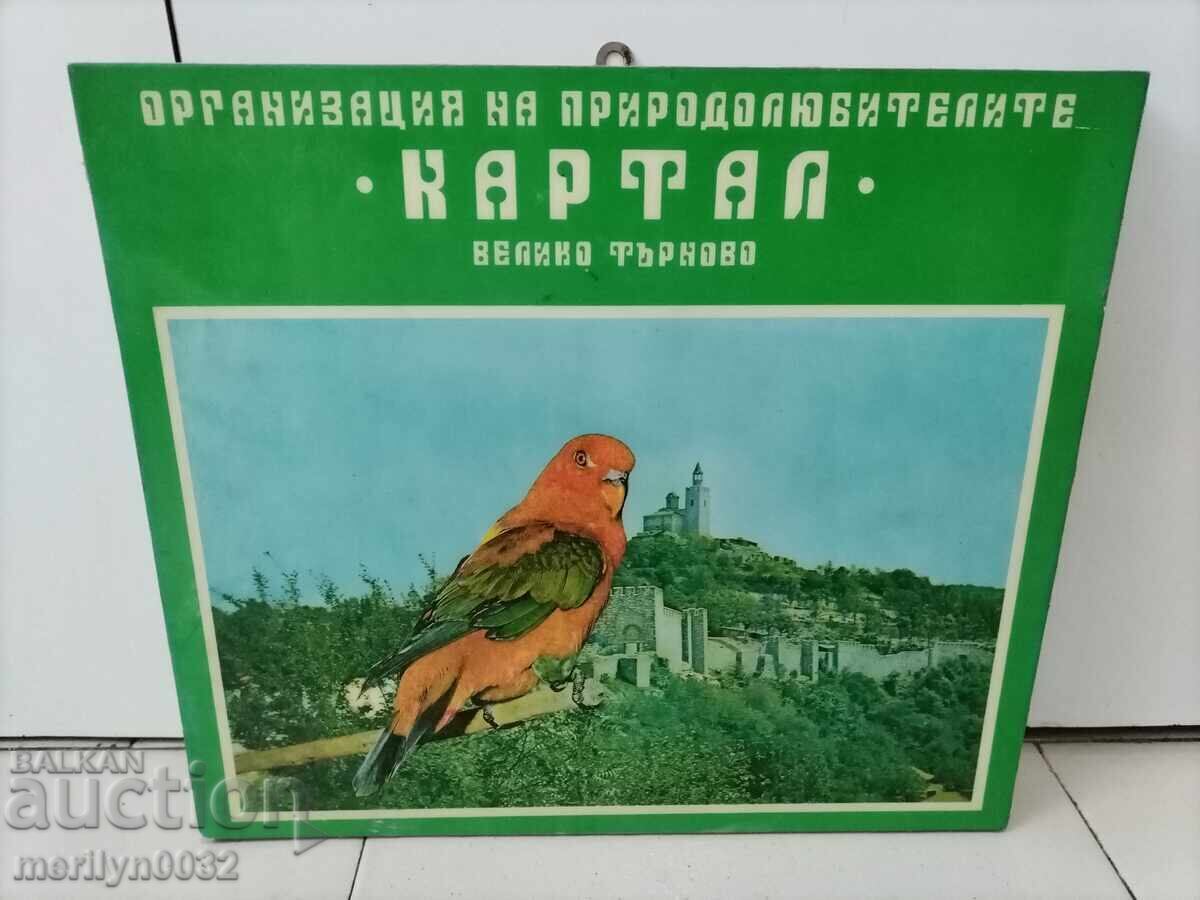 ОРГАНИЗАЦИЯ НА ПРИРОДОЛЮБИТЕЛИТЕ
• КАРТАЛ •
ВЕЛИКО ТЪРНОВО
BALKAN
auction
merilyn0032